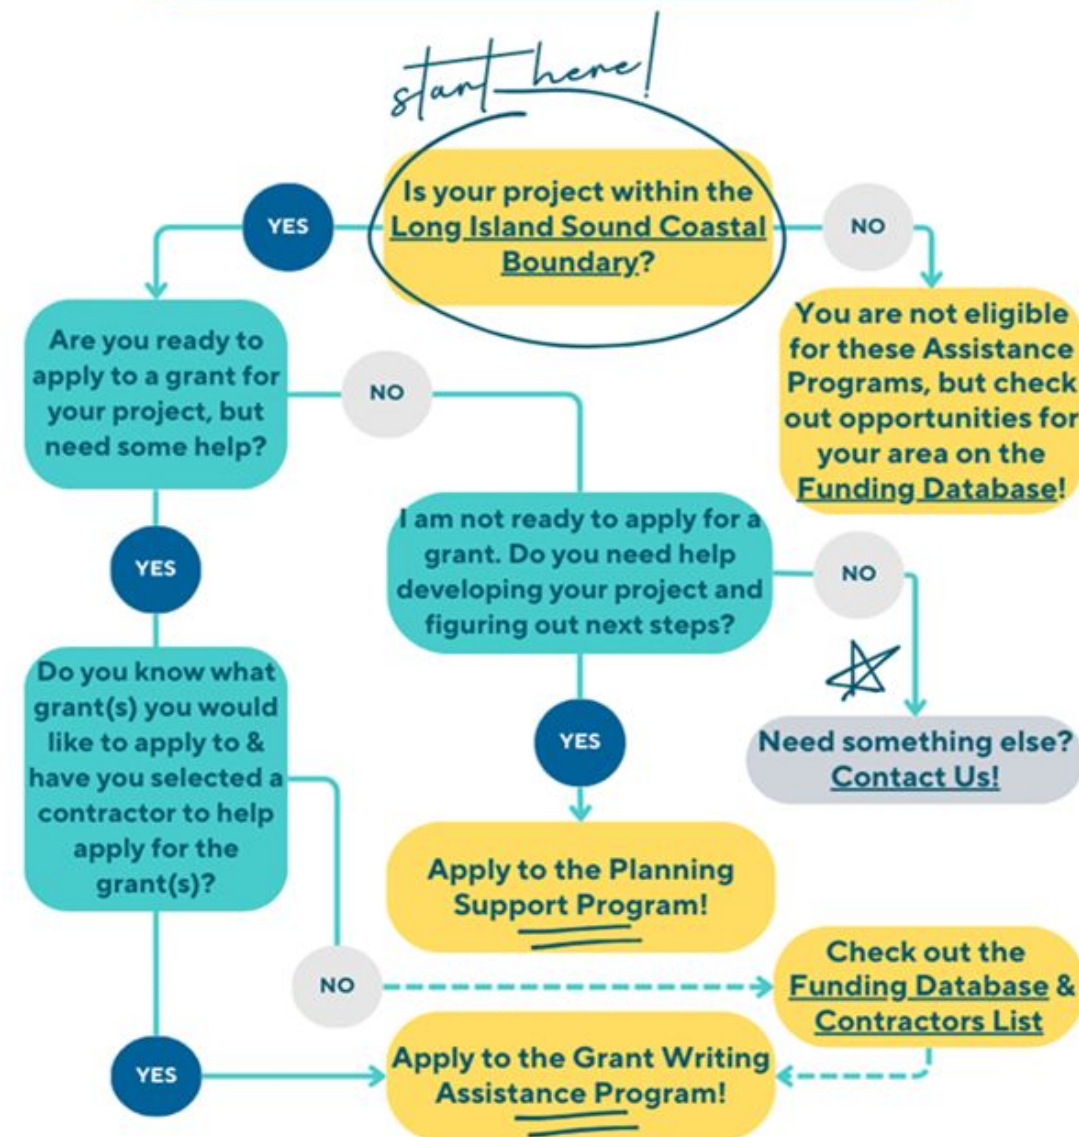 start here!
Is your project within the
Long Island Sound Coastal
Boundary?
YES
NO
Are you ready to
apply to a grant for
your project, but
need some help?
NO
You are not eligible
for these Assistance
Programs, but check
out opportunities for
your area on the
Funding Database!
YES
I am not ready to apply for a
grant. Do you need help
developing your project and
figuring out next steps?
NO
Do you know what
grant(s) you would
like to apply to &
have you selected a
contractor to help
apply for the
grant(s)?
YES
Need something else?
Contact Us!
Apply to the Planning
Support Program!
NO
Check out the
Funding Database &
Contractors List
YES
Apply to the Grant Writing
Assistance Program!